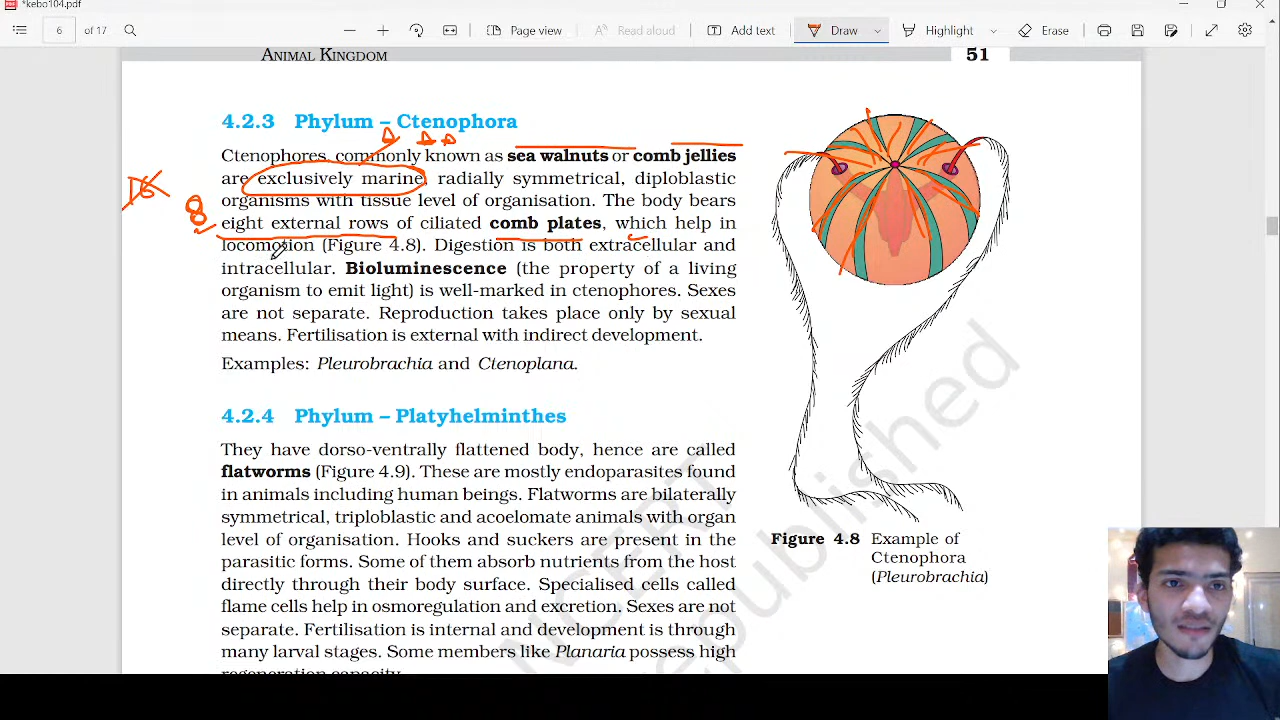 *kebo104.pdf
6 of 17
Page view
Read aloud
Add text
Draw
Highlight
Erase
ANIMAL KINGDOM
51
4.2.3 Phylum – Ctenophora
Ctenophores, commonly known as sea walnuts or comb jellies
are exclusively marine, radially symmetrical, diploblastic
organisms with tissue level of organisation. The body bears
eight external rows of ciliated comb plates, which help in
locomotion (Figure 4.8). Digestion is both extracellular and
intracellular. Bioluminescence (the property of a living
organism to emit light) is well-marked in ctenophores. Sexes
are not separate. Reproduction takes place only by sexual
means. Fertilisation is external with indirect development.
Examples: Pleurobrachia and Ctenoplana.
8
4.2.4 Phylum – Platyhelminthes
They have dorso-ventrally flattened body, hence are called
flatworms (Figure 4.9). These are mostly endoparasites found
in animals including human beings. Flatworms are bilaterally
symmetrical, triploblastic and acoelomate animals with organ
level of organisation. Hooks and suckers are present in the
parasitic forms. Some of them absorb nutrients from the host
directly through their body surface. Specialised cells called
flame cells help in osmoregulation and excretion. Sexes are not
separate. Fertilisation is internal and development is through
many larval stages. Some members like Planaria possess high
regeneration capacity.
Figure 4.8 Example of
Ctenophora
(Pleurobrachia)
NCERT
republished